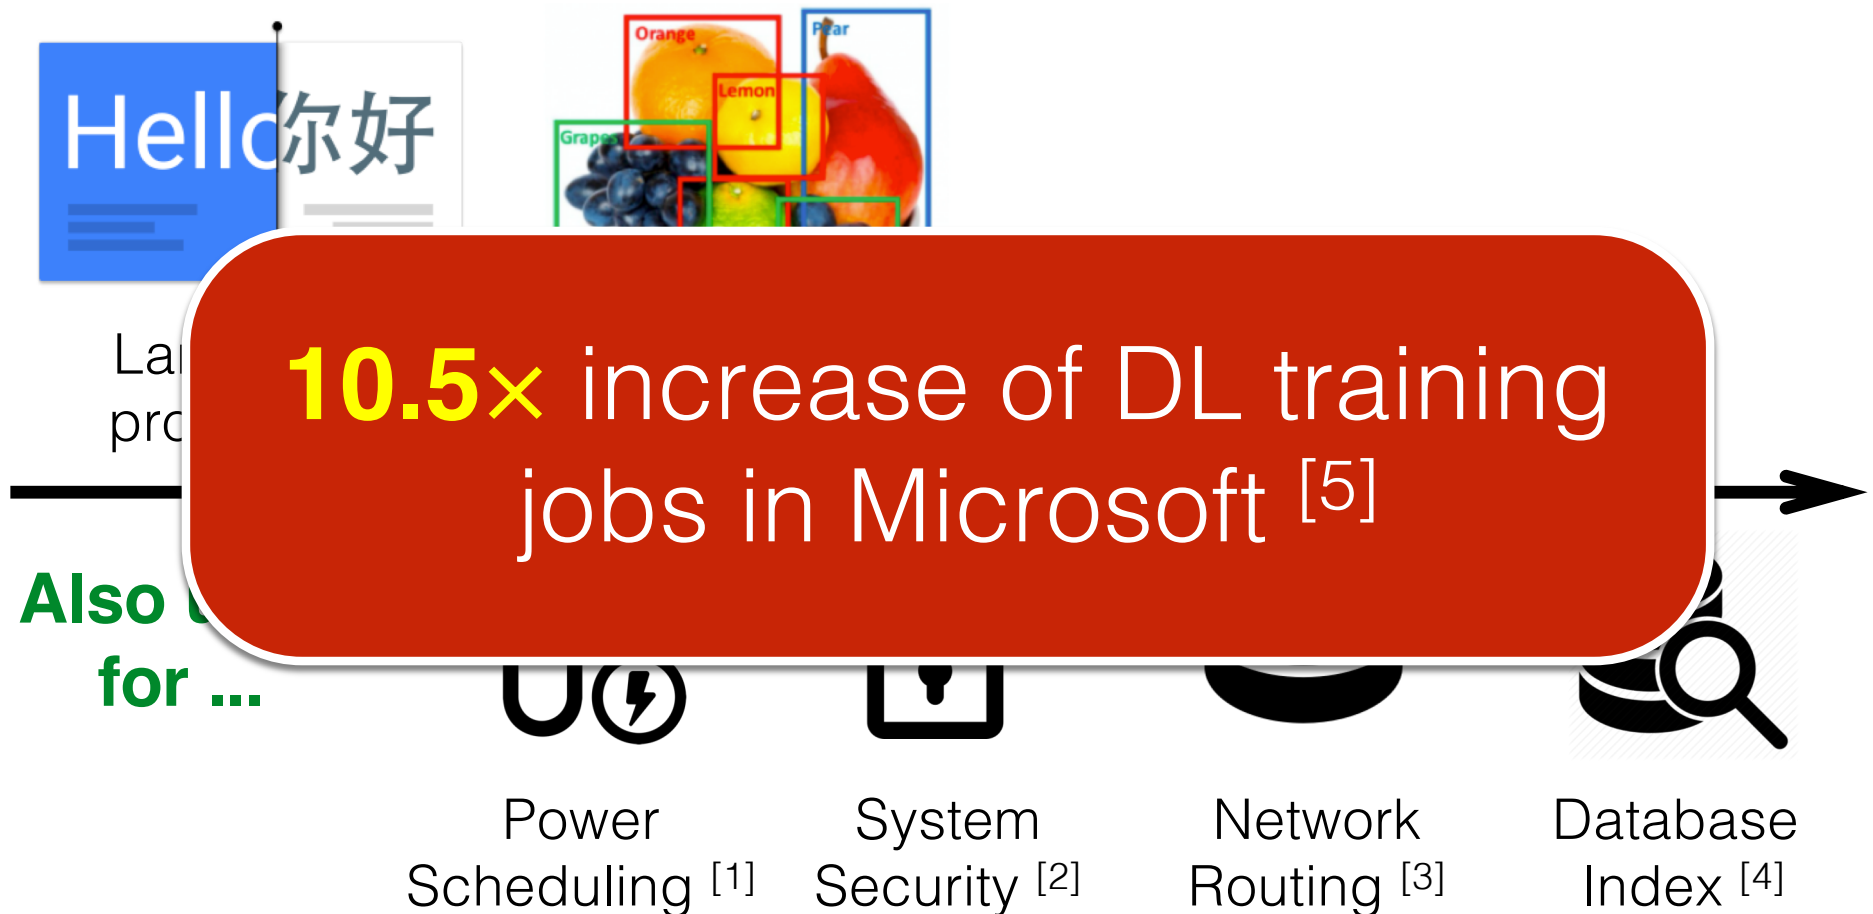 Hello
你好
Orange
Pear
Lemon
Grapes
10.5× increase of DL training
jobs in Microsoft [5]
Also
for ...
Power
Scheduling [1]
System
Security [2]
Network
Routing [3]
Database
Index [4]